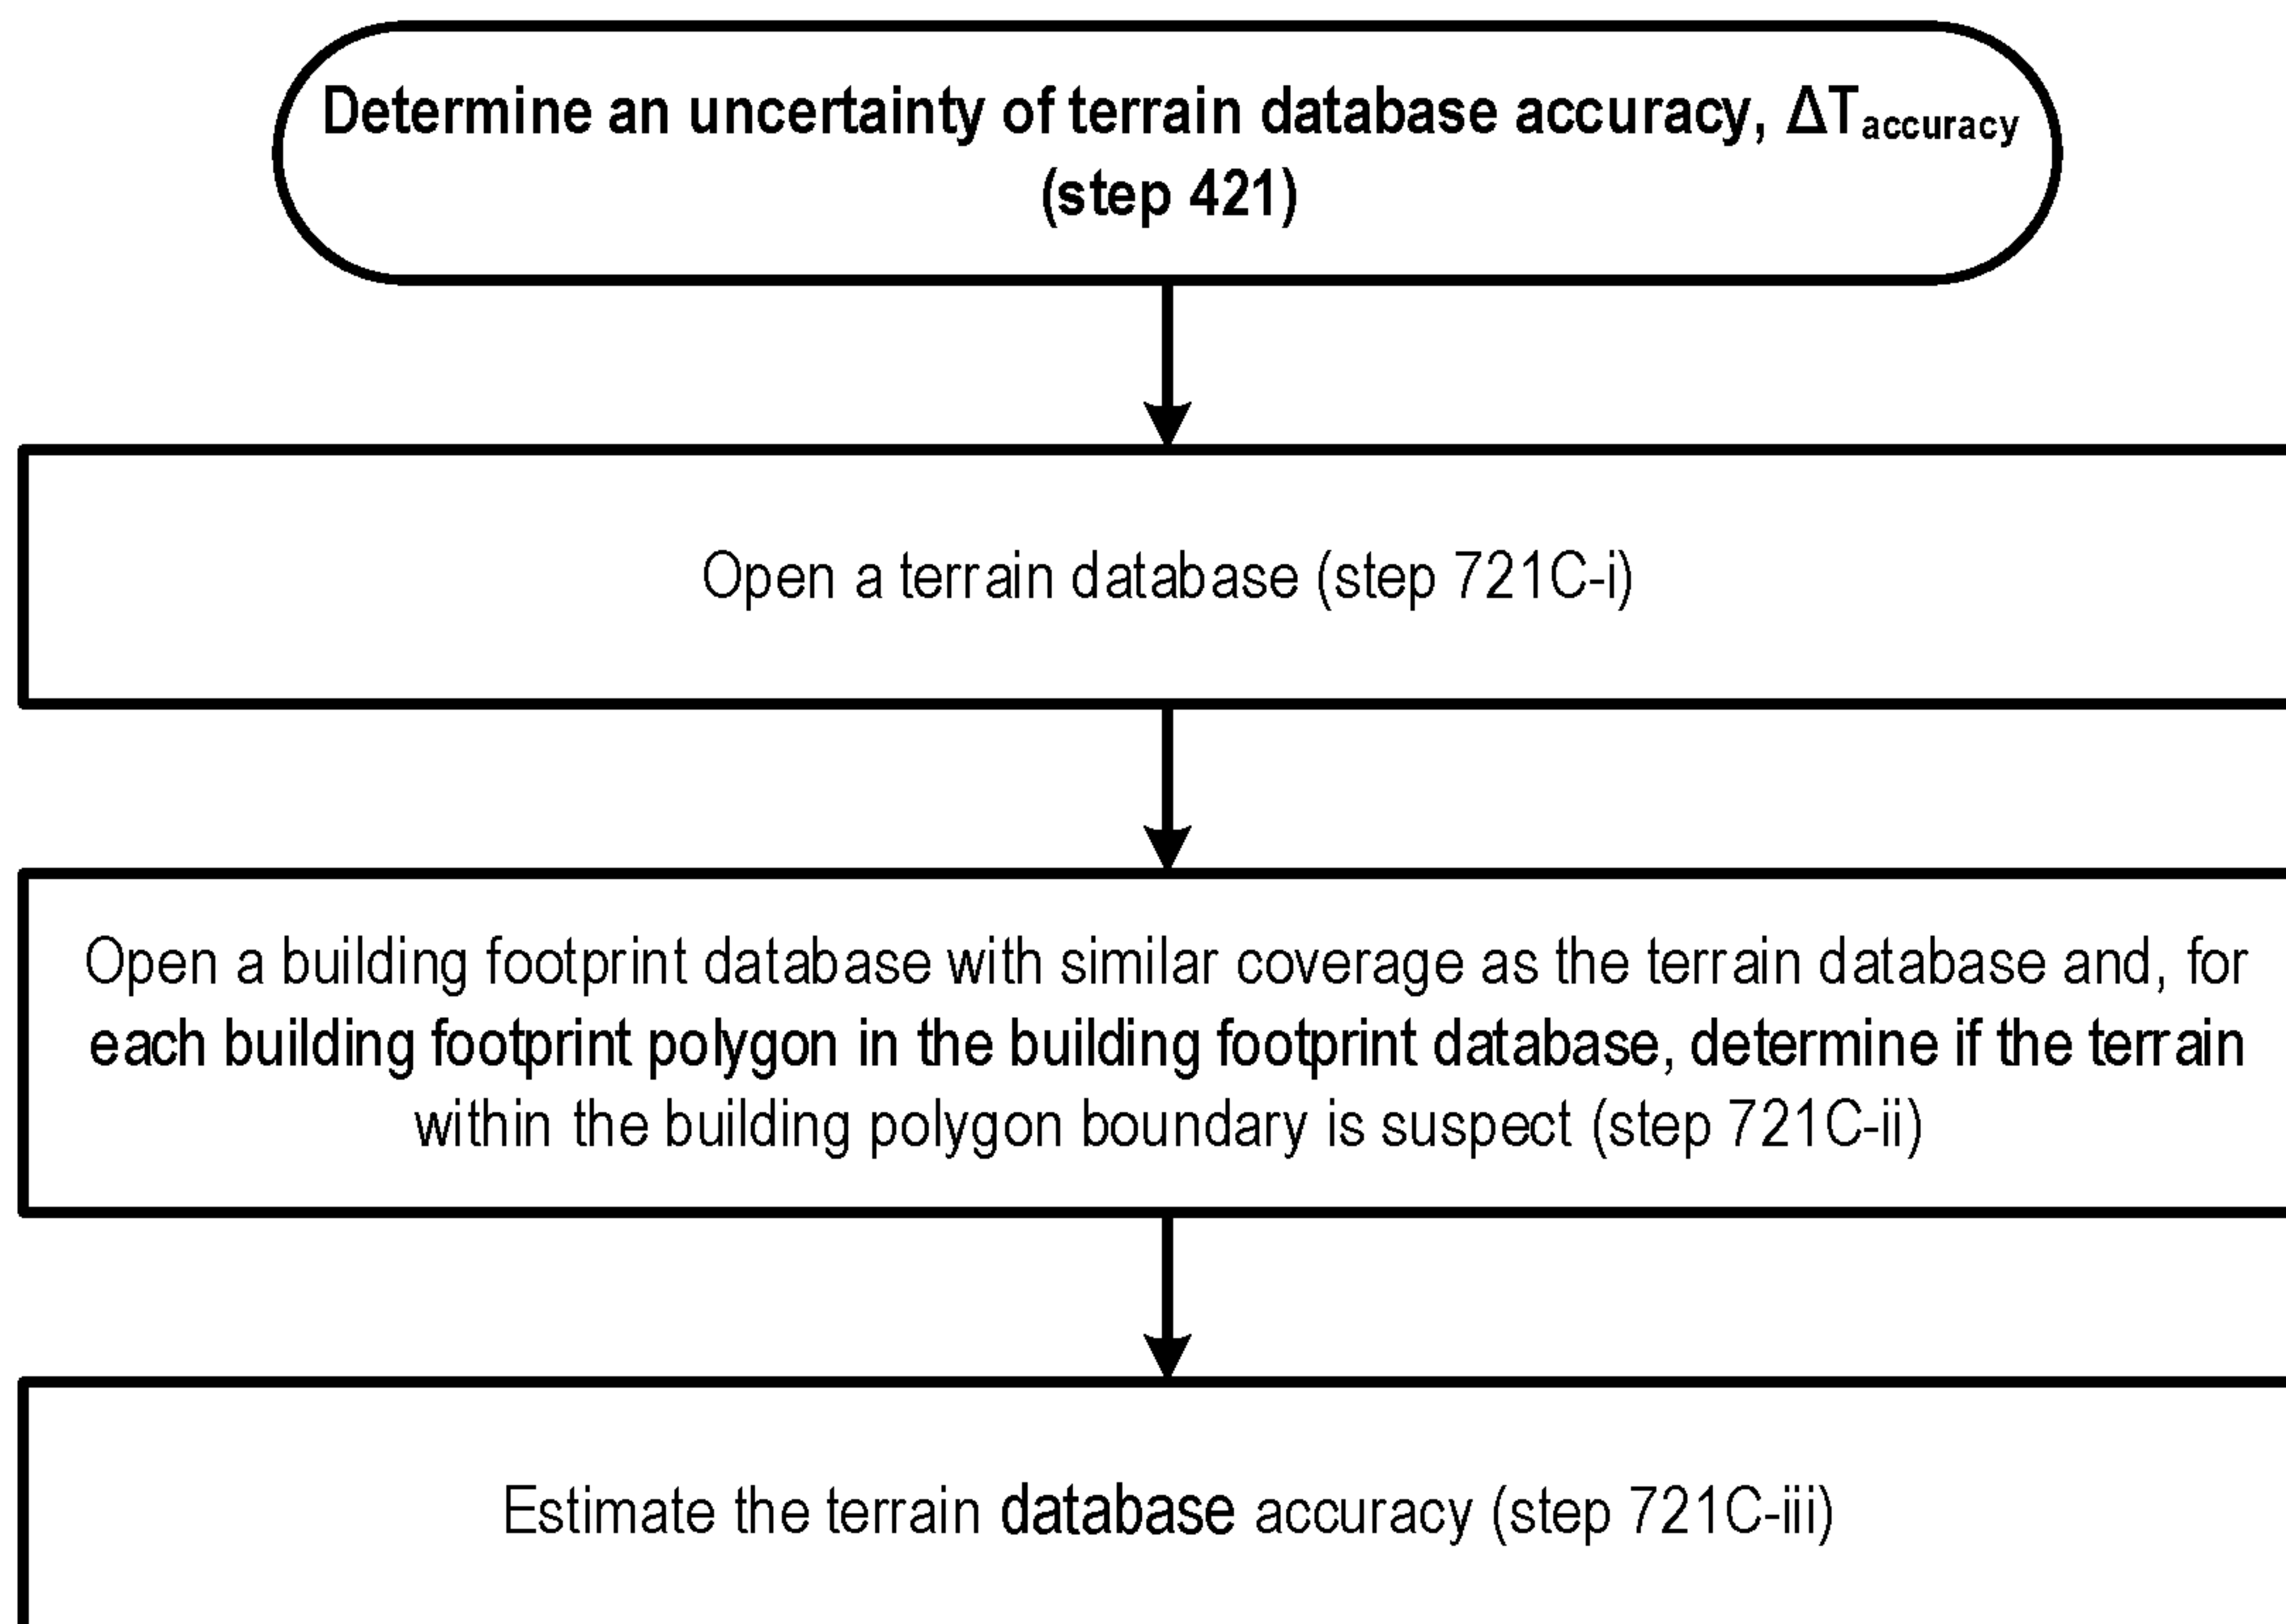 Determine an uncertainty of terrain database accuracy, ΔTaccuracy
(step 421)
Open a terrain database (step 721C-i)
Open a building footprint database with similar coverage as the terrain database and, for
each building footprint polygon in the building footprint database, determine if the terrain
within the building polygon boundary is suspect (step 721C-ii)
Estimate the terrain database accuracy (step 721C-iii)